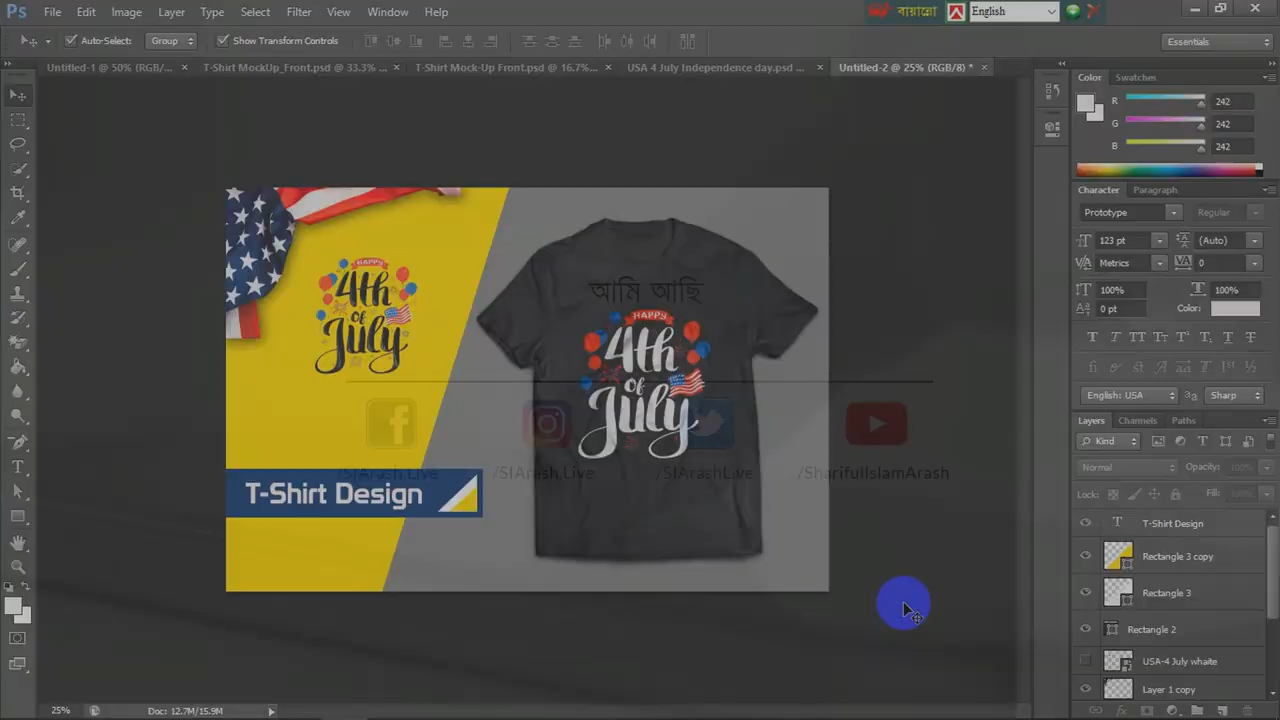 Ps File Edit Image Layer Type Select Filter View Window Help
বায়ান্নো English
Auto-Select: Group Show Transform Controls Essentials
Untitled-1 @ 50% (RGB/... T-Shirt MockUp_Front.psd @ 33.3% ... T-Shirt Mock-Up Front.psd @ 16.7%... USA 4 July Independence day.psd ... Untitled-2 @ 25% (RGB/8) *
Color Swatches
R 242
G 242
B 242
Character Paragraph
Prototype Regular
123 pt (Auto)
Metrics 0
100% 100%
0 pt Color:
English: USA Sharp
Layers Channels Paths
Kind
Normal Opacity: 100%
Lock: Fill:
T-Shirt Design
Rectangle 3 copy
Rectangle 3
Rectangle 2
USA-4 July whaite
Layer 1 copy
HAPPY
4th
of
July
T-Shirt Design
আমি আছি
HAPPY
4th
of
July
/SIArash.Live /SIArash.Live /SIArashLive /SharifulIslamArash
25% Doc: 12.7M/15.9M